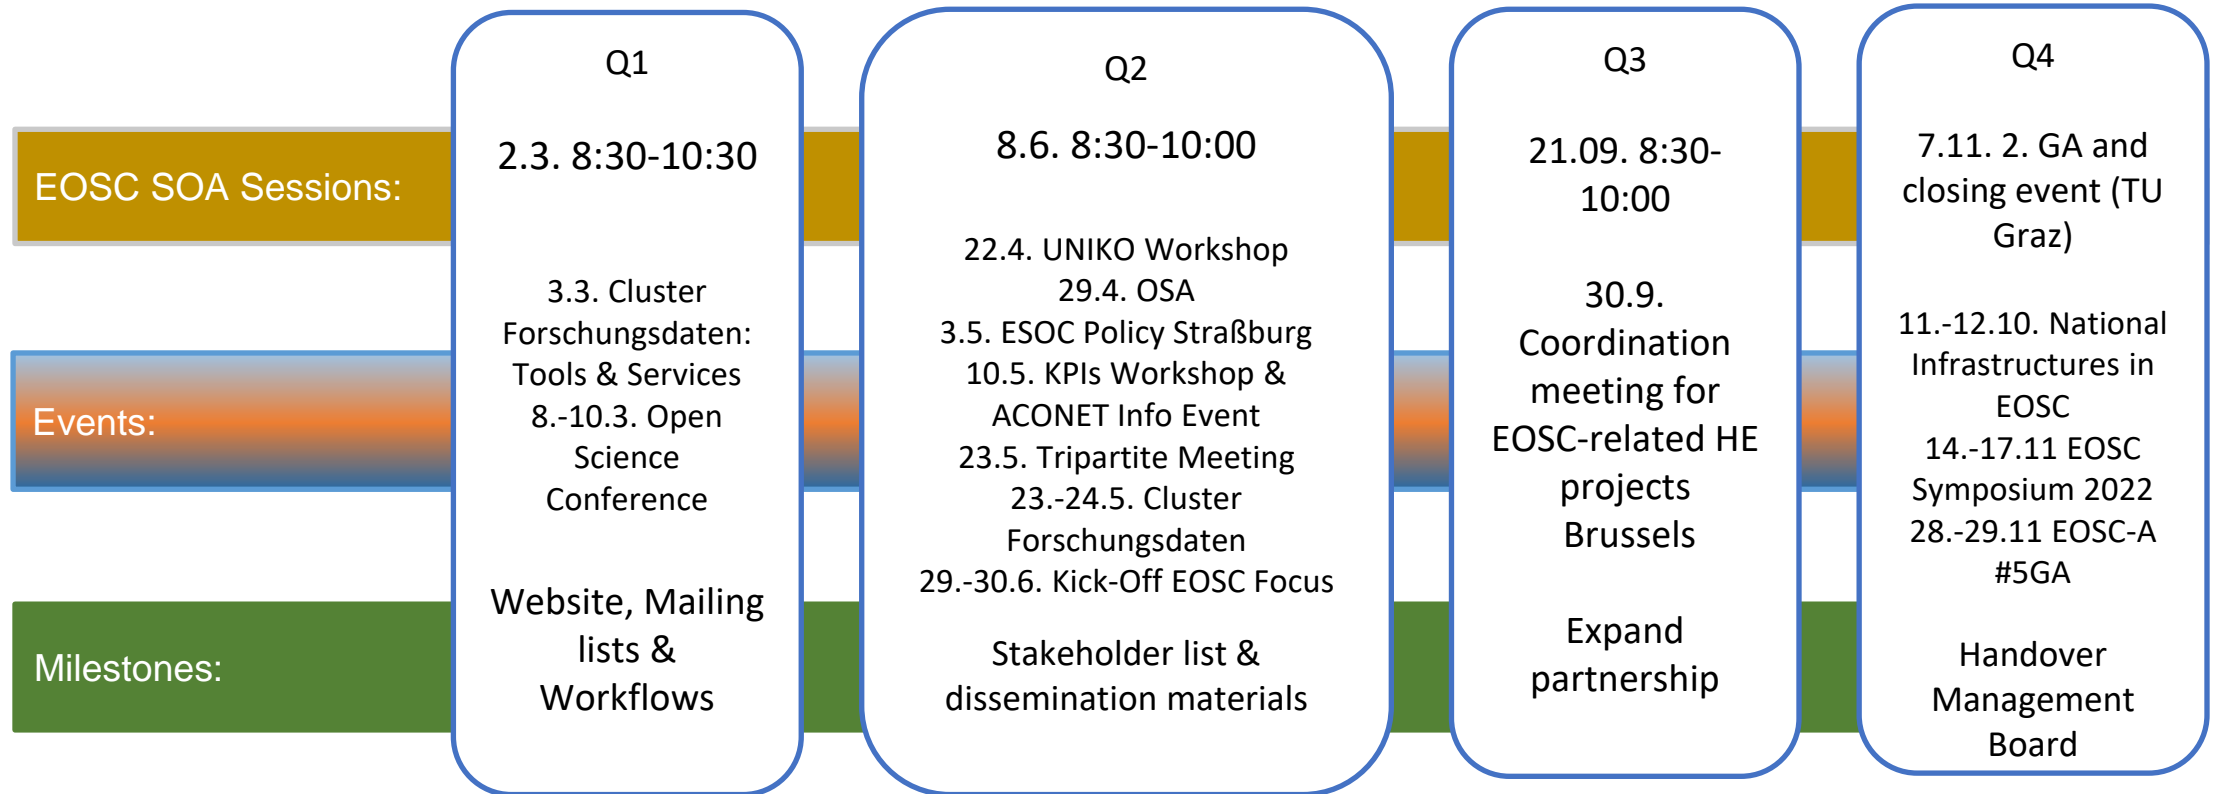 Q1
Q2
Q3
Q4
EOSC SOA Sessions:
2.3. 8:30-10:30
8.6. 8:30-10:00
21.09. 8:30-
10:00
7.11. 2. GA and
closing event (TU
Graz)
Events:
3.3. Cluster
Forschungsdaten:
Tools & Services
8.-10.3. Open
Science
Conference
22.4. UNIKO Workshop
29.4. OSA
3.5. ESOC Policy Straßburg
10.5. KPIs Workshop &
ACONET Info Event
23.5. Tripartite Meeting
23.-24.5. Cluster
Forschungsdaten
29.-30.6. Kick-Off EOSC Focus
30.9.
Coordination
meeting for
EOSC-related HE
projects
Brussels
11.-12.10. National
Infrastructures in
EOSC
14.-17.11 EOSC
Symposium 2022
28.-29.11 EOSC-A
#5GA
Milestones:
Website, Mailing
lists &
Workflows
Stakeholder list &
dissemination materials
Expand
partnership
Handover
Management
Board